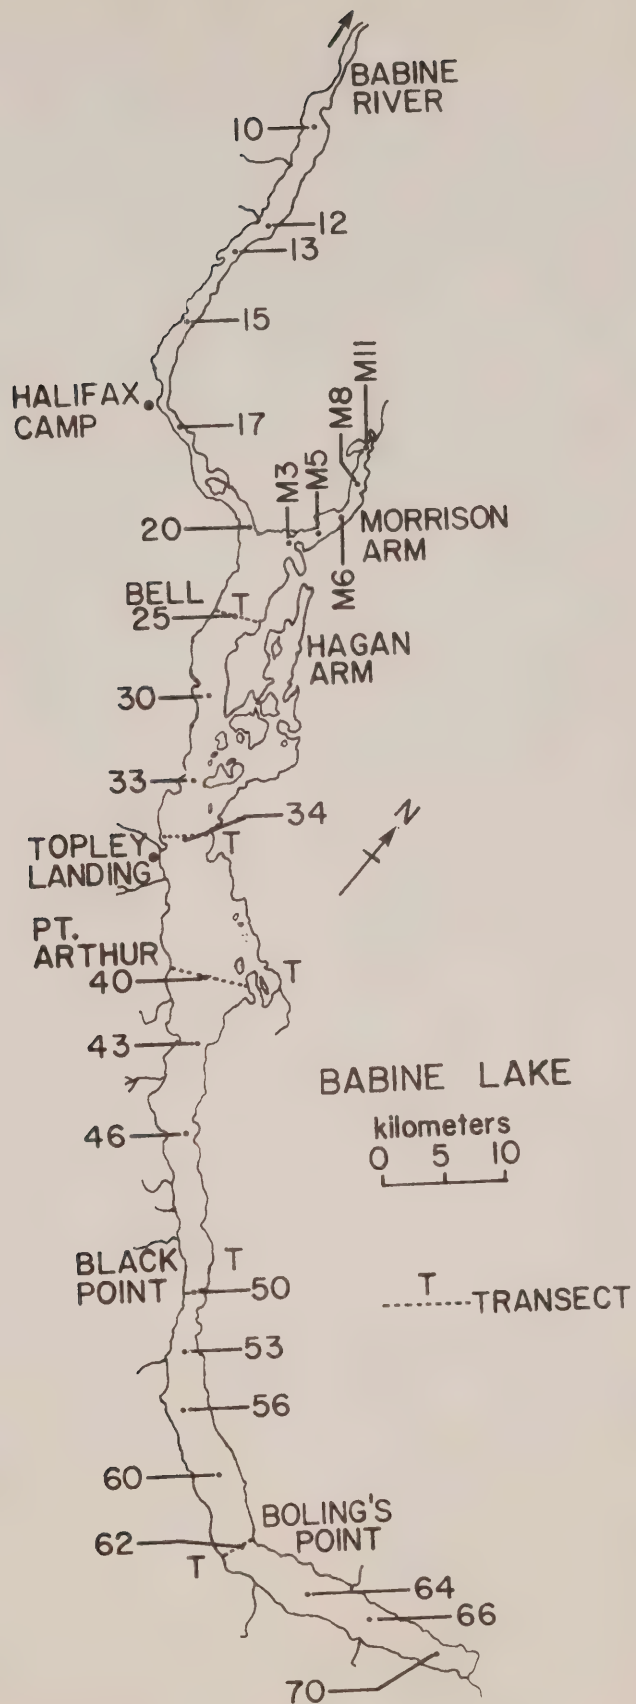 BABINE
RIVER
10
12
13
15
HALIFAX
CAMP
17
M3
M5
M8
M11
20
MORRISON
ARM
M6
BELL
25
T
HAGAN
ARM
30
33
34
TOPLEY
LANDING
T
N
PT.
ARTHUR
40
T
43
BABINE LAKE
kilometers
0 5 10
46
BLACK
POINT
T
50
T
TRANSECT
53
56
60
BOLING'S
POINT
62
T
64
66
70